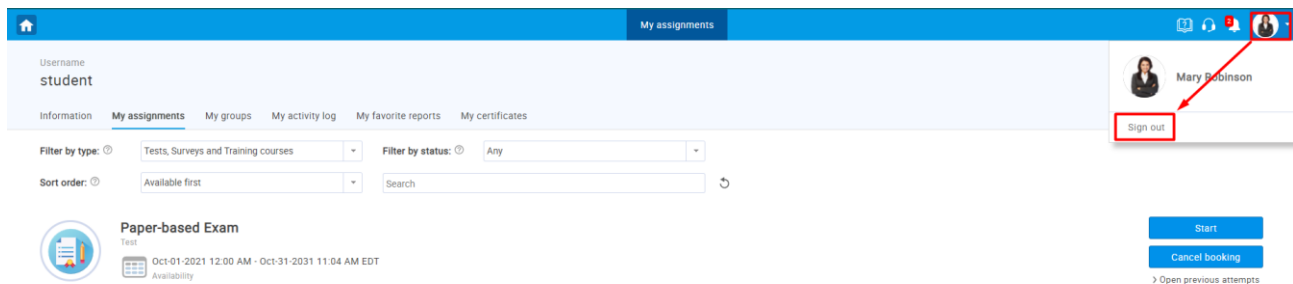 My assignments
2
Username
student
Mary Robinson
Information My assignments My groups My activity log My favorite reports My certificates
Sign out
Filter by type: Tests, Surveys and Training courses Filter by status: Any
Sort order: Available first Search
Paper-based Exam
Start
Test
Oct-01-2021 12:00 AM - Oct-31-2031 11:04 AM EDT
Availability
Cancel booking
> Open previous attempts